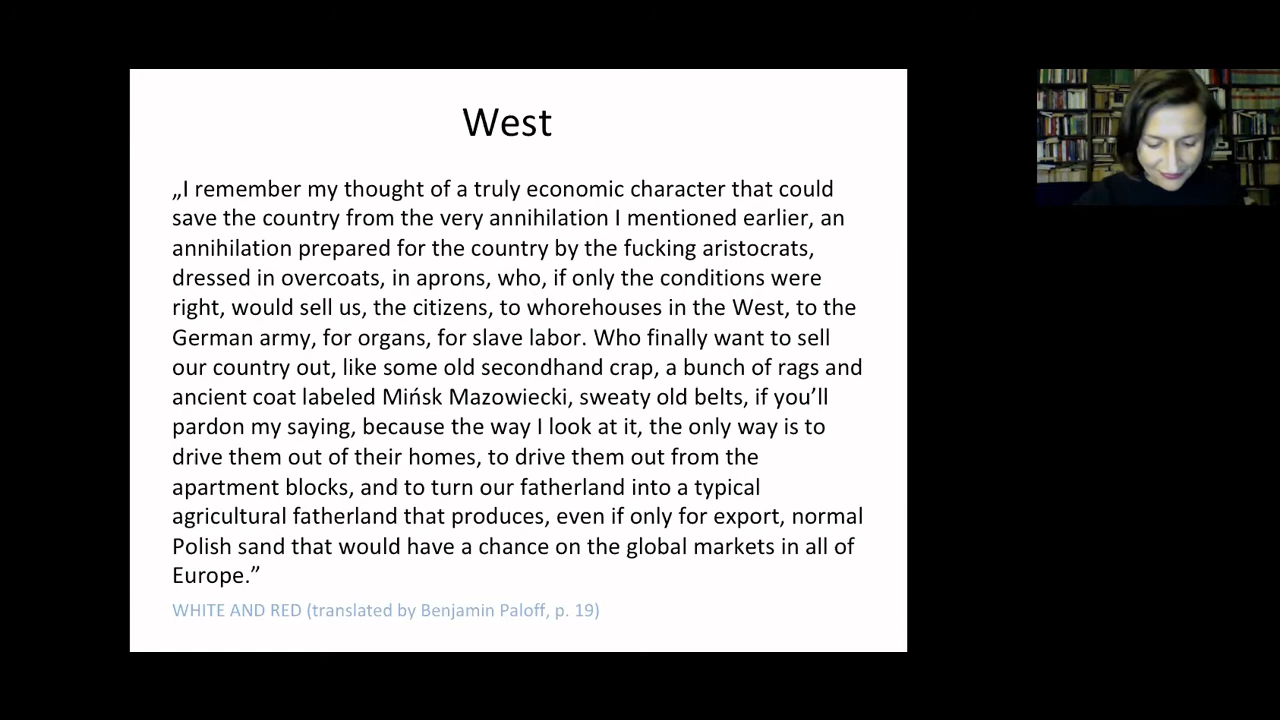 West
„I remember my thought of a truly economic character that could
save the country from the very annihilation I mentioned earlier, an
annihilation prepared for the country by the fucking aristocrats,
dressed in overcoats, in aprons, who, if only the conditions were
right, would sell us, the citizens, to whorehouses in the West, to the
German army, for organs, for slave labor. Who finally want to sell
our country out, like some old secondhand crap, a bunch of rags and
ancient coat labeled Mińsk Mazowiecki, sweaty old belts, if you’ll
pardon my saying, because the way I look at it, the only way is to
drive them out of their homes, to drive them out from the
apartment blocks, and to turn our fatherland into a typical
agricultural fatherland that produces, even if only for export, normal
Polish sand that would have a chance on the global markets in all of
Europe.”
WHITE AND RED (translated by Benjamin Paloff, p. 19)